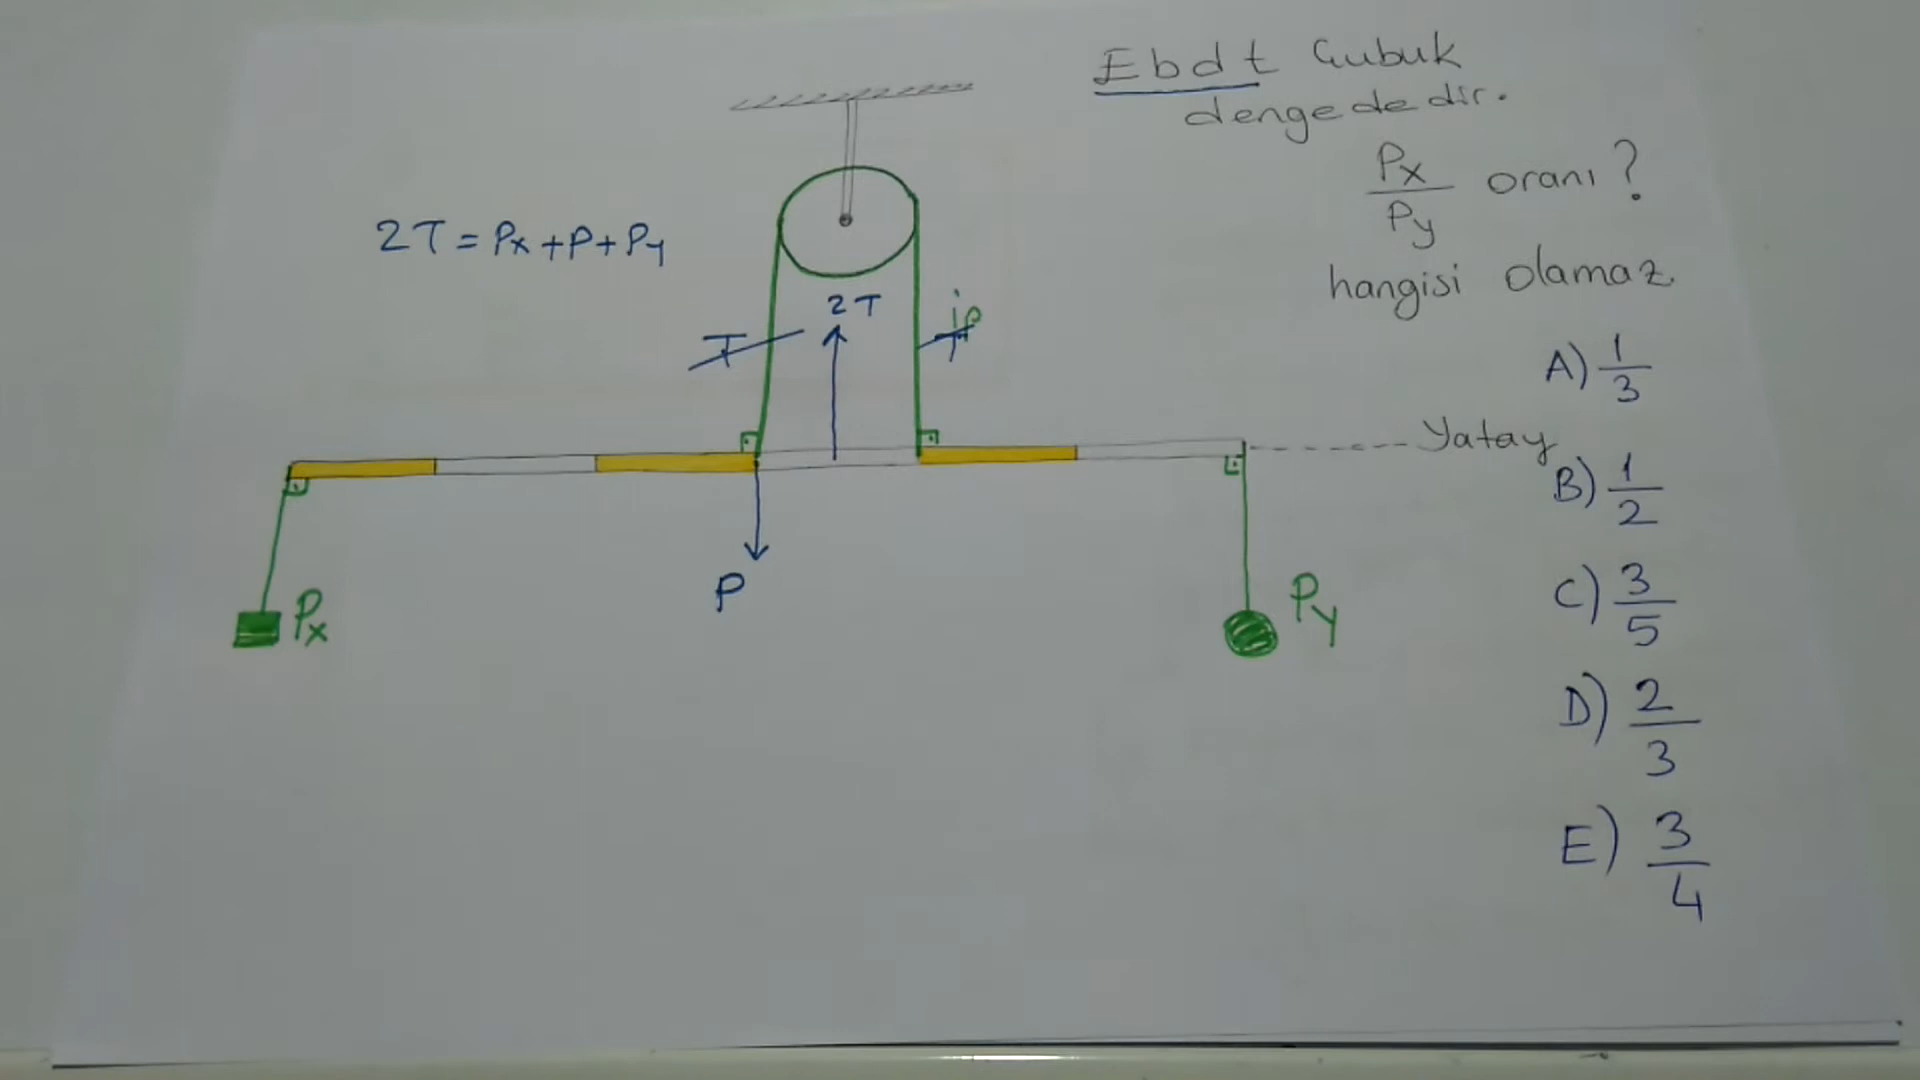 Ebdt Çubuk
dengededir.
Px
Py
oranı?
hangisi olamaz.
2T = Px + P + Py
2T
T
ip
T
Yatay
P
Px
Py
A) 1/3
B) 1/2
C) 3/5
D) 2/3
E) 3/4